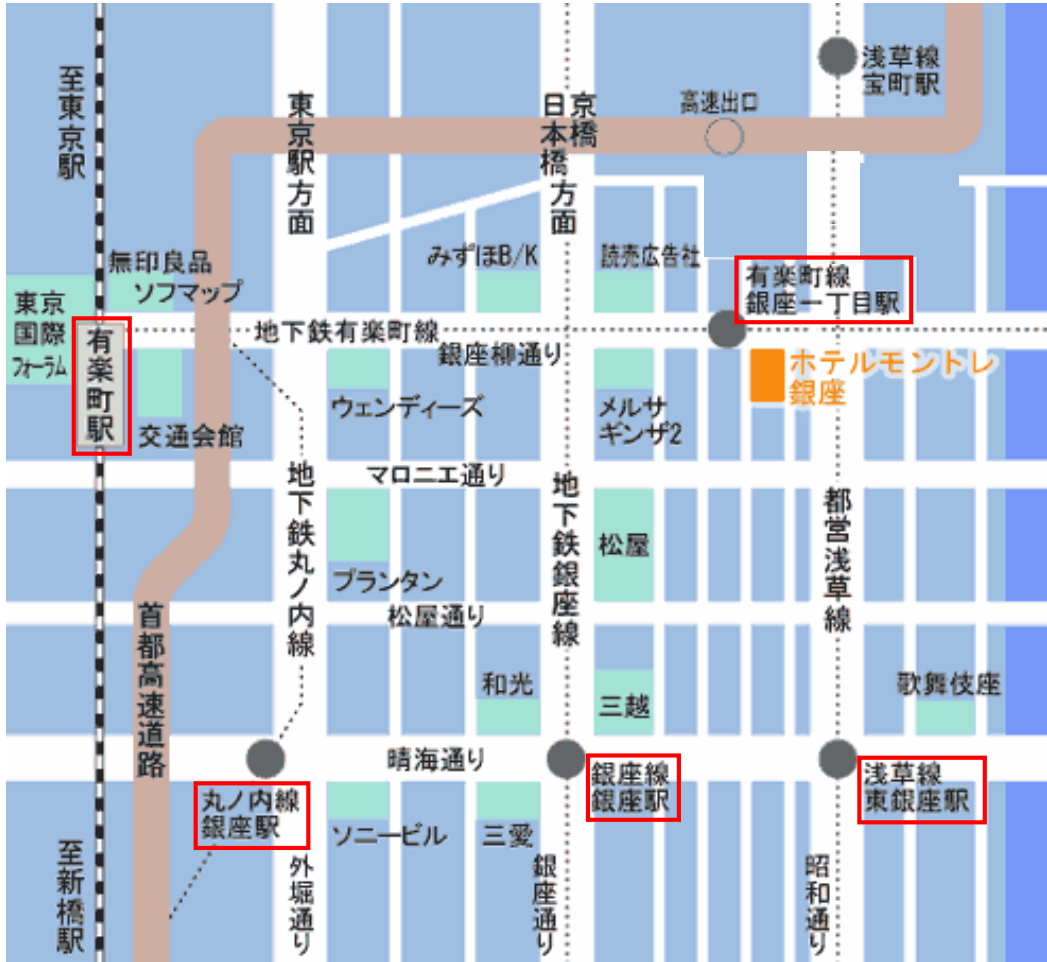 浅草線
宝町駅
至東京駅
東京駅方面
京橋
日本橋方面
高速出口
無印良品
ソフマップ
みずほB/K
読売広告社
有楽町線
銀座一丁目駅
東京
国際
フォーラム
有楽町駅
地下鉄有楽町線
銀座柳通り
ホテルモントレ
銀座
ウェンディーズ
メルサ
ギンザ2
交通会館
マロニエ通り
地下鉄丸ノ内線
地下鉄銀座線
都営浅草線
松屋
プランタン
松屋通り
首都高速道路
和光
三越
歌舞伎座
晴海通り
丸ノ内線
銀座駅
銀座線
銀座駅
浅草線
東銀座駅
ソニービル
三愛
至新橋駅
外堀通り
銀座通り
昭和通り